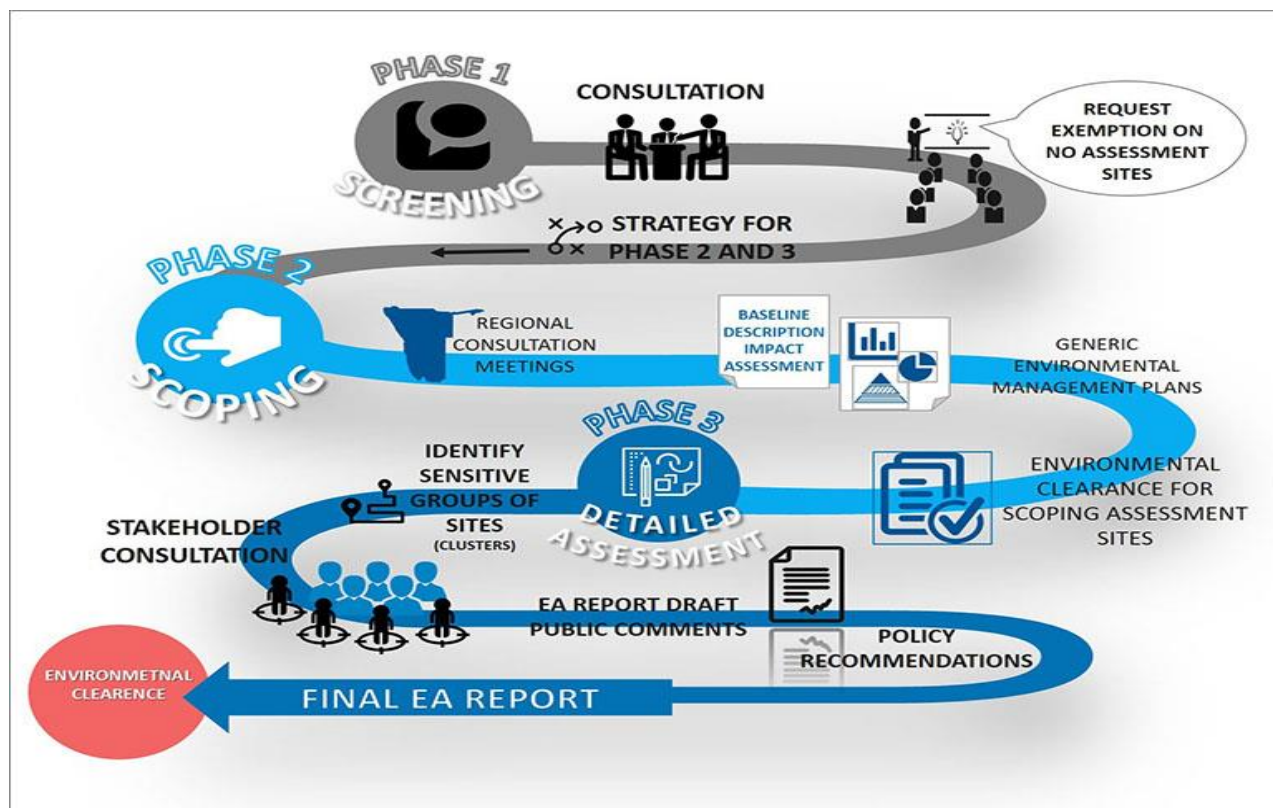 PHASE 1
SCREENING
CONSULTATION
REQUEST
EXEMPTION ON
NO ASSESSMENT
SITES
STRATEGY FOR
PHASE 2 AND 3
PHASE 2
SCOPING
REGIONAL
CONSULTATION
MEETINGS
BASELINE
DESCRIPTION
IMPACT
ASSESSMENT
GENERIC
ENVIRONMENTAL
MANAGEMENT PLANS
ENVIRONMENTAL
CLEARANCE FOR
SCOPING ASSESSMENT
SITES
PHASE 3
DETAILED
ASSESSMENT
IDENTIFY
SENSITIVE
GROUPS OF
SITES
(CLUSTERS)
STAKEHOLDER
CONSULTATION
EA REPORT DRAFT
PUBLIC COMMENTS
POLICY
RECOMMENDATIONS
FINAL EA REPORT
ENVIRONMETNAL
CLEARENCE